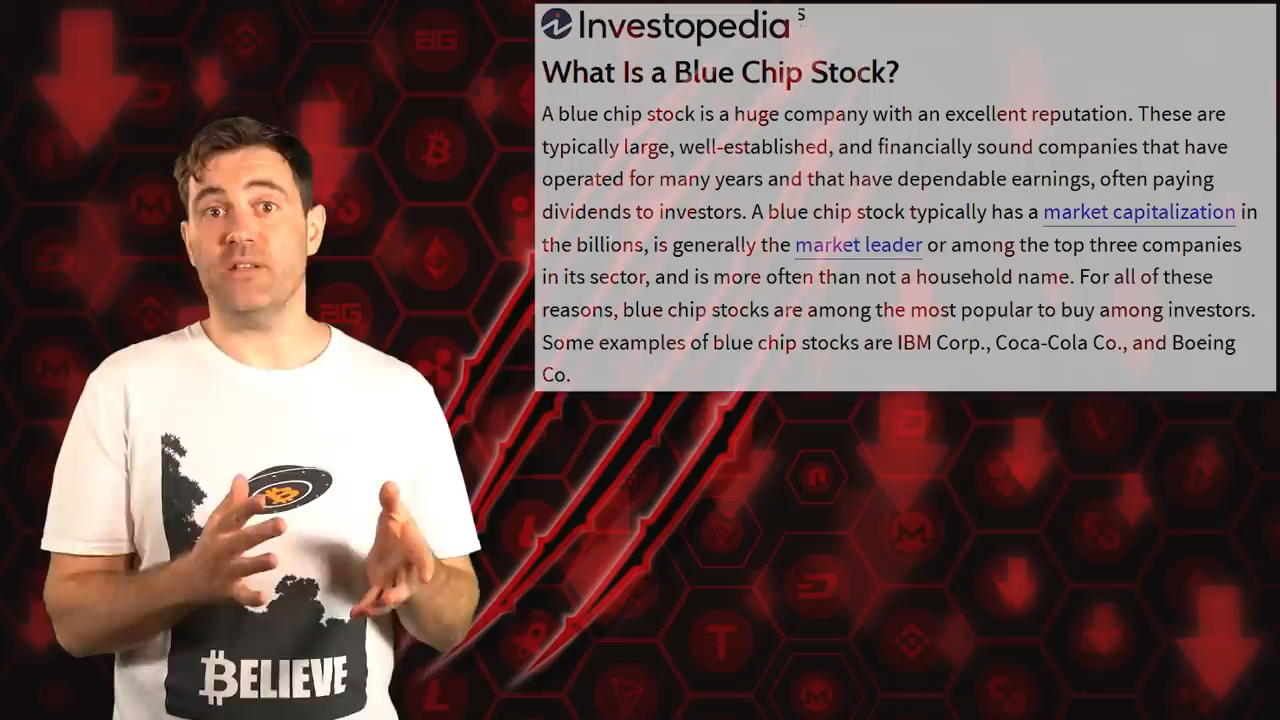 Investopedia
What Is a Blue Chip Stock?
A blue chip stock is a huge company with an excellent reputation. These are
typically large, well-established, and financially sound companies that have
operated for many years and that have dependable earnings, often paying
dividends to investors. A blue chip stock typically has a market capitalization in
the billions, is generally the market leader or among the top three companies
in its sector, and is more often than not a household name. For all of these
reasons, blue chip stocks are among the most popular to buy among investors.
Some examples of blue chip stocks are IBM Corp., Coca-Cola Co., and Boeing
Co.
₿ELIEVE